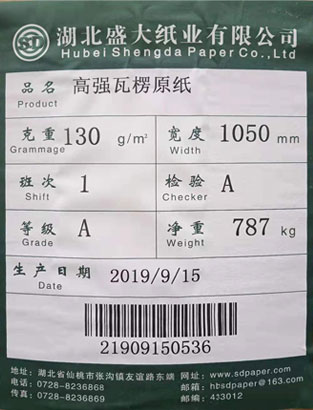 SD 湖北盛大纸业有限公司
Hubei Shengda Paper Co.,Ltd
品名 高强瓦楞原纸
Product
克重 130 g/m² 宽度 1050 mm
Grammage Width
班次 1 检验 A
Shift Checker
等级 A 净重 787 kg
Grade Weight
生产日期 2019/9/15
Date
21909150536
地址：湖北省仙桃市张沟镇友谊路东端 网址：www.sdpaper.com
电话：0728-8236869 邮箱：hbsdpaper@163.com
传真：0728-8236868 邮编：433012